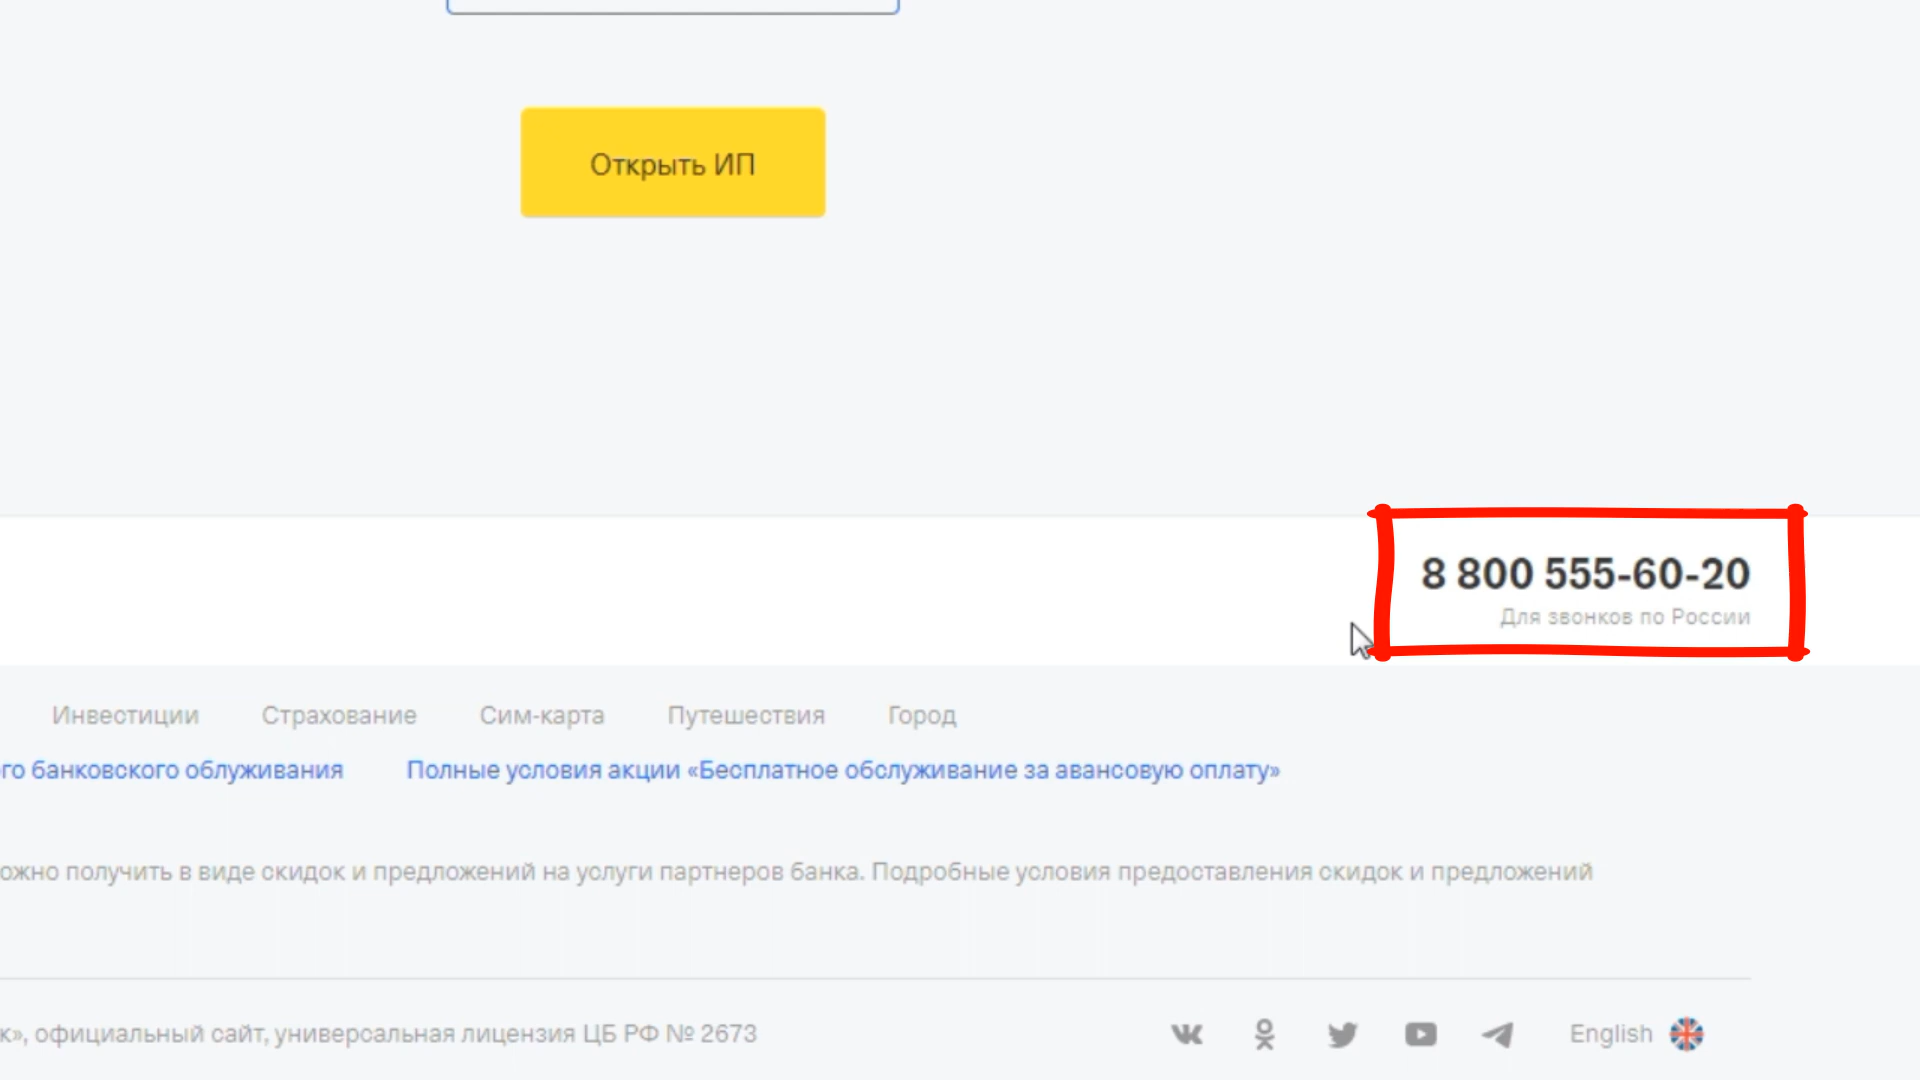 Открыть ИП
8 800 555-60-20
Для звонков по России
Инвестиции Страхование Сим-карта Путешествия Город
го банковского облуживания Полные условия акции «Бесплатное обслуживание за авансовую оплату»
ожно получить в виде скидок и предложений на услуги партнеров банка. Подробные условия предоставления скидок и предложений
к», официальный сайт, универсальная лицензия ЦБ РФ № 2673 English